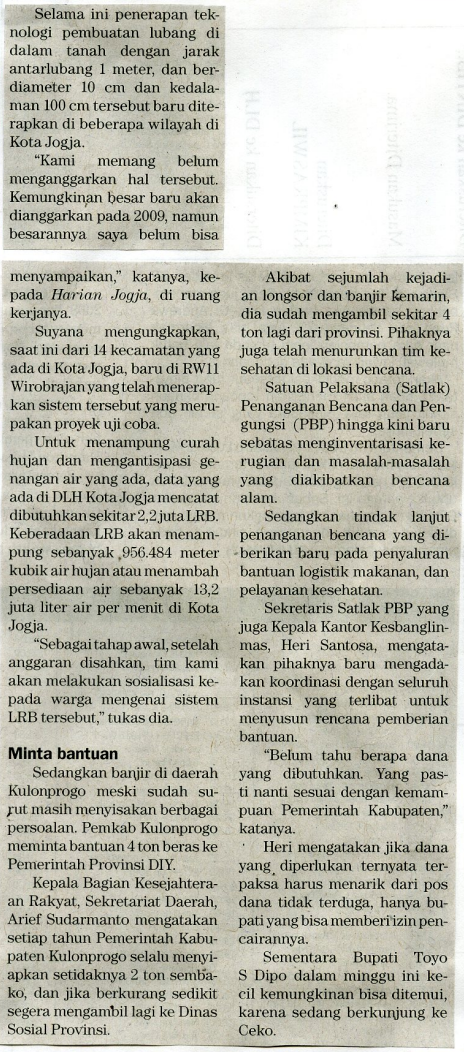 Selama ini penerapan tek-
nologi pembuatan lubang di
dalam tanah dengan jarak
antarlubang 1 meter, dan ber-
diameter 10 cm dan kedala-
man 100 cm tersebut baru dite-
rapkan di beberapa wilayah di
Kota Jogja.
“Kami memang belum
menganggarkan hal tersebut.
Kemungkinan besar baru akan
dianggarkan pada 2009, namun
besarannya saya belum bisa
menyampaikan,” katanya, ke-
pada Harian Jogja, di ruang
kerjanya.
Suyana mengungkapkan,
saat ini dari 14 kecamatan yang
ada di Kota Jogja, baru di RW11
Wirobrajan yang telah menerap-
kan sistem tersebut yang meru-
pakan proyek uji coba.
Untuk menampung curah
hujan dan mengantisipasi ge-
nangan air yang ada, data yang
ada di DLH Kota Jogja mencatat
dibutuhkan sekitar 2,2 juta LRB.
Keberadaan LRB akan menam-
pung sebanyak 956.484 meter
kubik air hujan atau menambah
persediaan air sebanyak 13,2
juta liter air per menit di Kota
Jogja.
“Sebagai tahap awal, setelah
anggaran disahkan, tim kami
akan melakukan sosialisasi ke-
pada warga mengenai sistem
LRB tersebut,” tukas dia.
Minta bantuan
Sedangkan banjir di daerah
Kulonprogo meski sudah su-
rut masih menyisakan berbagai
persoalan. Pemkab Kulonprogo
meminta bantuan 4 ton beras ke
Pemerintah Provinsi DIY.
Kepala Bagian Kesejahtera-
an Rakyat, Sekretariat Daerah,
Arief Sudarmanto mengatakan
setiap tahun Pemerintah Kabu-
paten Kulonprogo selalu menyi-
apkan setidaknya 2 ton semba-
ko, dan jika berkurang sedikit
segera mengambil lagi ke Dinas
Sosial Provinsi.
Akibat sejumlah kejadi-
an longsor dan banjir kemarin,
dia sudah mengambil sekitar 4
ton lagi dari provinsi. Pihaknya
juga telah menurunkan tim ke-
sehatan di lokasi bencana.
Satuan Pelaksana (Satlak)
Penanganan Bencana dan Pen-
gungsi (PBP) hingga kini baru
sebatas menginventarisasi ke-
rugian dan masalah-masalah
yang diakibatkan bencana
alam.
Sedangkan tindak lanjut
penanganan bencana yang di-
berikan baru pada penyaluran
bantuan logistik makanan, dan
pelayanan kesehatan.
Sekretaris Satlak PBP yang
juga Kepala Kantor Kesbanglin-
mas, Heri Santosa, mengata-
kan pihaknya baru mengada-
kan koordinasi dengan seluruh
instansi yang terlibat untuk
menyusun rencana pemberian
bantuan.
“Belum tahu berapa dana
yang dibutuhkan. Yang pas-
ti nanti sesuai dengan kemam-
puan Pemerintah Kabupaten,”
katanya.
Heri mengatakan jika dana
yang diperlukan ternyata ter-
paksa harus menarik dari pos
dana tidak terduga, hanya bu-
pati yang bisa memberi izin pen-
cairannya.
Sementara Bupati Toyo
S Dipo dalam minggu ini ke-
cil kemungkinan bisa ditemui,
karena sedang berkunjung ke
Ceko.